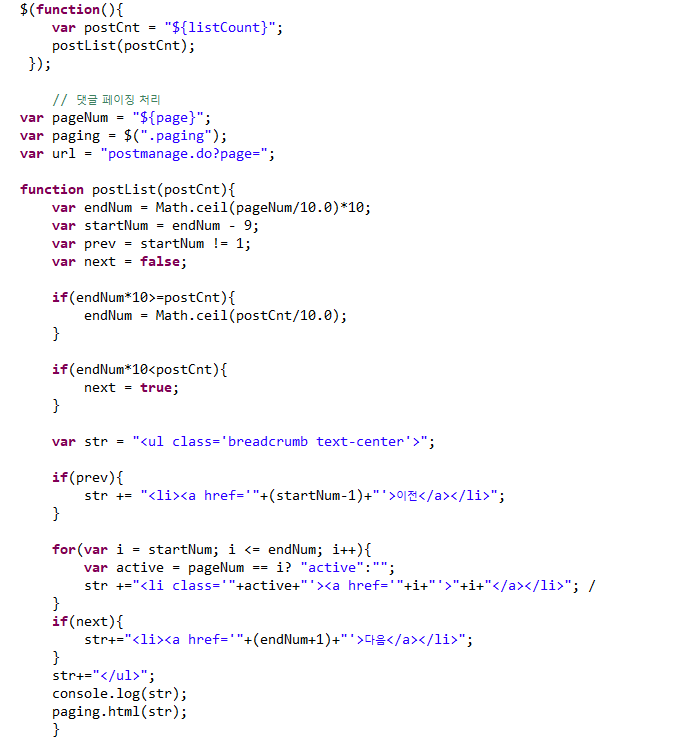 $(function(){
    var postCnt = "${listCount}";
    postList(postCnt);
 });
    // 댓글 페이징 처리
var pageNum = "${page}";
var paging = $(".paging");
var url = "postmanage.do?page=";
function postList(postCnt){
    var endNum = Math.ceil(pageNum/10.0)*10;
    var startNum = endNum - 9;
    var prev = startNum != 1;
    var next = false;
    if(endNum*10>=postCnt){
        endNum = Math.ceil(postCnt/10.0);
    }
    if(endNum*10<postCnt){
        next = true;
    }
    var str = "<ul class='breadcrumb text-center'>";
    if(prev){
        str += "<li><a href='"+(startNum-1)+"'>이전</a></li>";
    }
    for(var i = startNum; i <= endNum; i++){
        var active = pageNum == i? "active":"";
        str +="<li class='"+active+"'><a href='"+i+"'>"+i+"</a></li>"; /
    }
    if(next){
        str+="<li><a href='"+(endNum+1)+"'>다음</a></li>";
    }
    str+="</ul>";
    console.log(str);
    paging.html(str);
    }